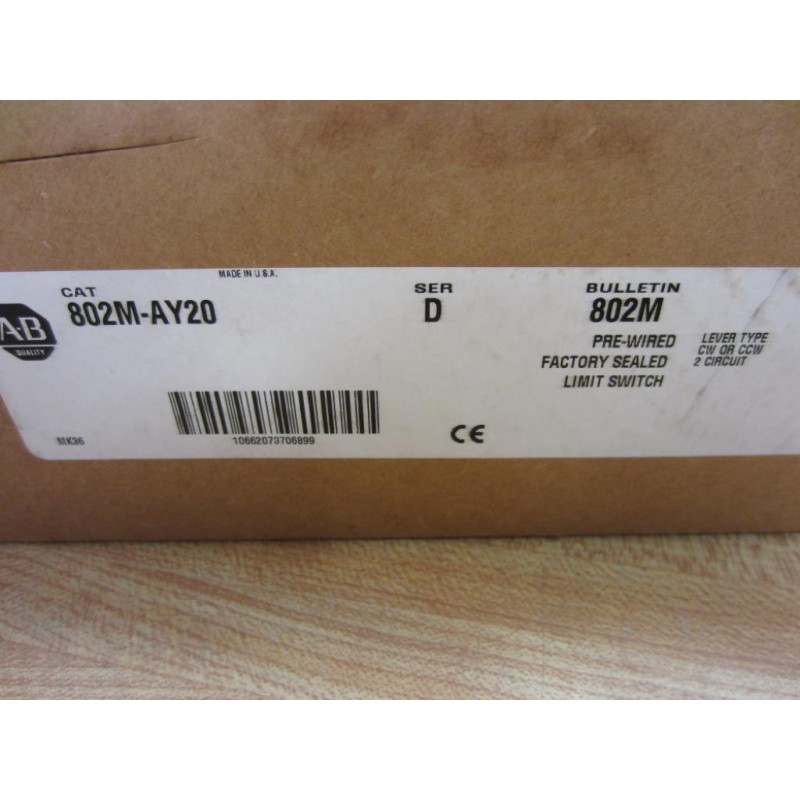 MADE IN U.S.A.
CAT
802M-AY20
SER
D
BULLETIN
802M
A-B
QUALITY
PRE-WIRED
FACTORY SEALED
LIMIT SWITCH
LEVER TYPE
CW OR CCW
2 CIRCUIT
10662073706899
MK36
CE